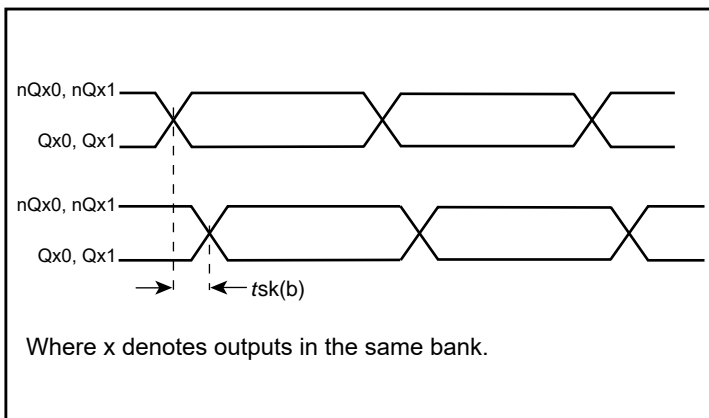 nQx0, nQx1
Qx0, Qx1
nQx0, nQx1
Qx0, Qx1
tsk(b)
Where x denotes outputs in the same bank.